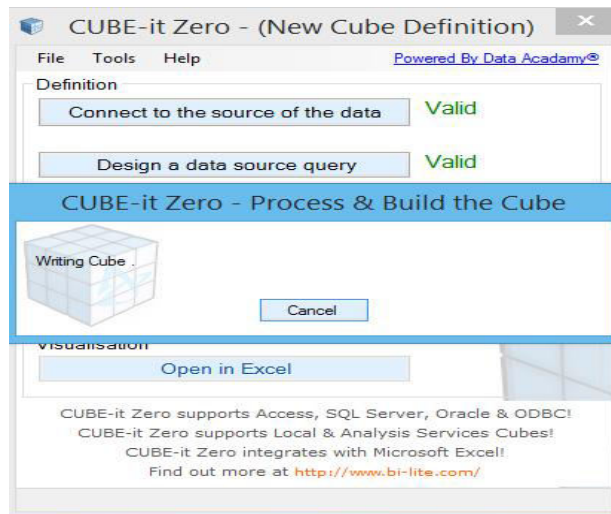 CUBE-it Zero - (New Cube Definition)
File Tools Help Powered By Data Acadamy®
Definition
Connect to the source of the data Valid
Design a data source query Valid
CUBE-it Zero - Process & Build the Cube
Writing Cube .
Cancel
Visualisation
Open in Excel
CUBE-it Zero supports Access, SQL Server, Oracle & ODBC!
CUBE-it Zero supports Local & Analysis Services Cubes!
CUBE-it Zero integrates with Microsoft Excel!
Find out more at http://www.bi-lite.com/